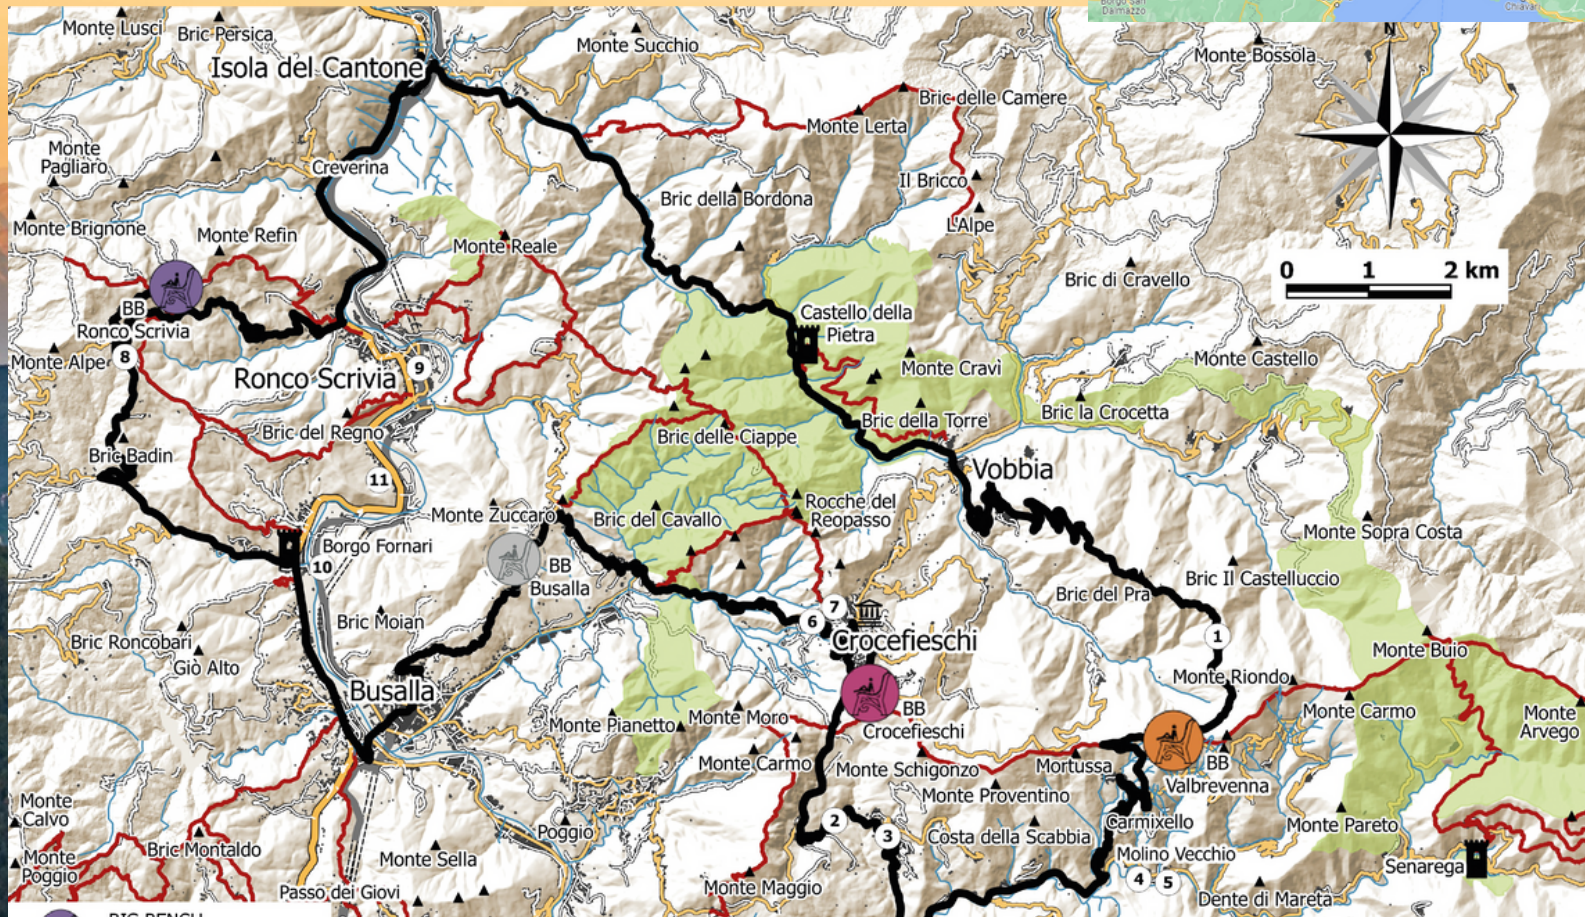 Borgo San
Dalmazzo
Chiavari
Monte Lusci
Bric Persica
Monte Succhio
Monte Bossola
N
Isola del Cantone
Bric delle Camere
Monte Lerta
Monte
Pagliaro
Creverina
Il Bricco
Bric della Bordona
L'Alpe
Monte Brignone
Monte Refin
Monte Reale
0 1 2 km
Bric di Cravello
BB
Ronco Scrivia
Castello della
Pietra
Monte Alpe
8
9
Monte Castello
Monte Cravì
Ronco Scrivia
Bric la Crocetta
Bric della Torre
Bric del Regno
Bric delle Ciappe
Bric Badin
Vobbia
11
Rocche del
Reopasso
Monte Zuccaro
Bric del Cavallo
Monte Sopra Costa
Borgo Fornari
10
BB
Busalla
Bric Il Castelluccio
Bric del Prà
7
6
Bric Moian
Bric Roncobari
Giò Alto
Crocefieschi
1
Monte Buio
Monte Riondo
Busalla
BB
Crocefieschi
Monte Pianetto
Monte Moro
Monte Carmo
Monte
Arvego
Monte Carmo
Monte Schigonzo
Mortussa
BB
Valbrevenna
Monte Proventino
Monte
Calvo
2
3
Poggio
Costa della Scabbia
Carmixello
Monte Pareto
Bric Montaldo
Monte Sella
Molino Vecchio
Monte
Poggio
4
5
Senarega
Passo dei Giovi
Monte Maggio
Dente di Mareta
BIG BENCH